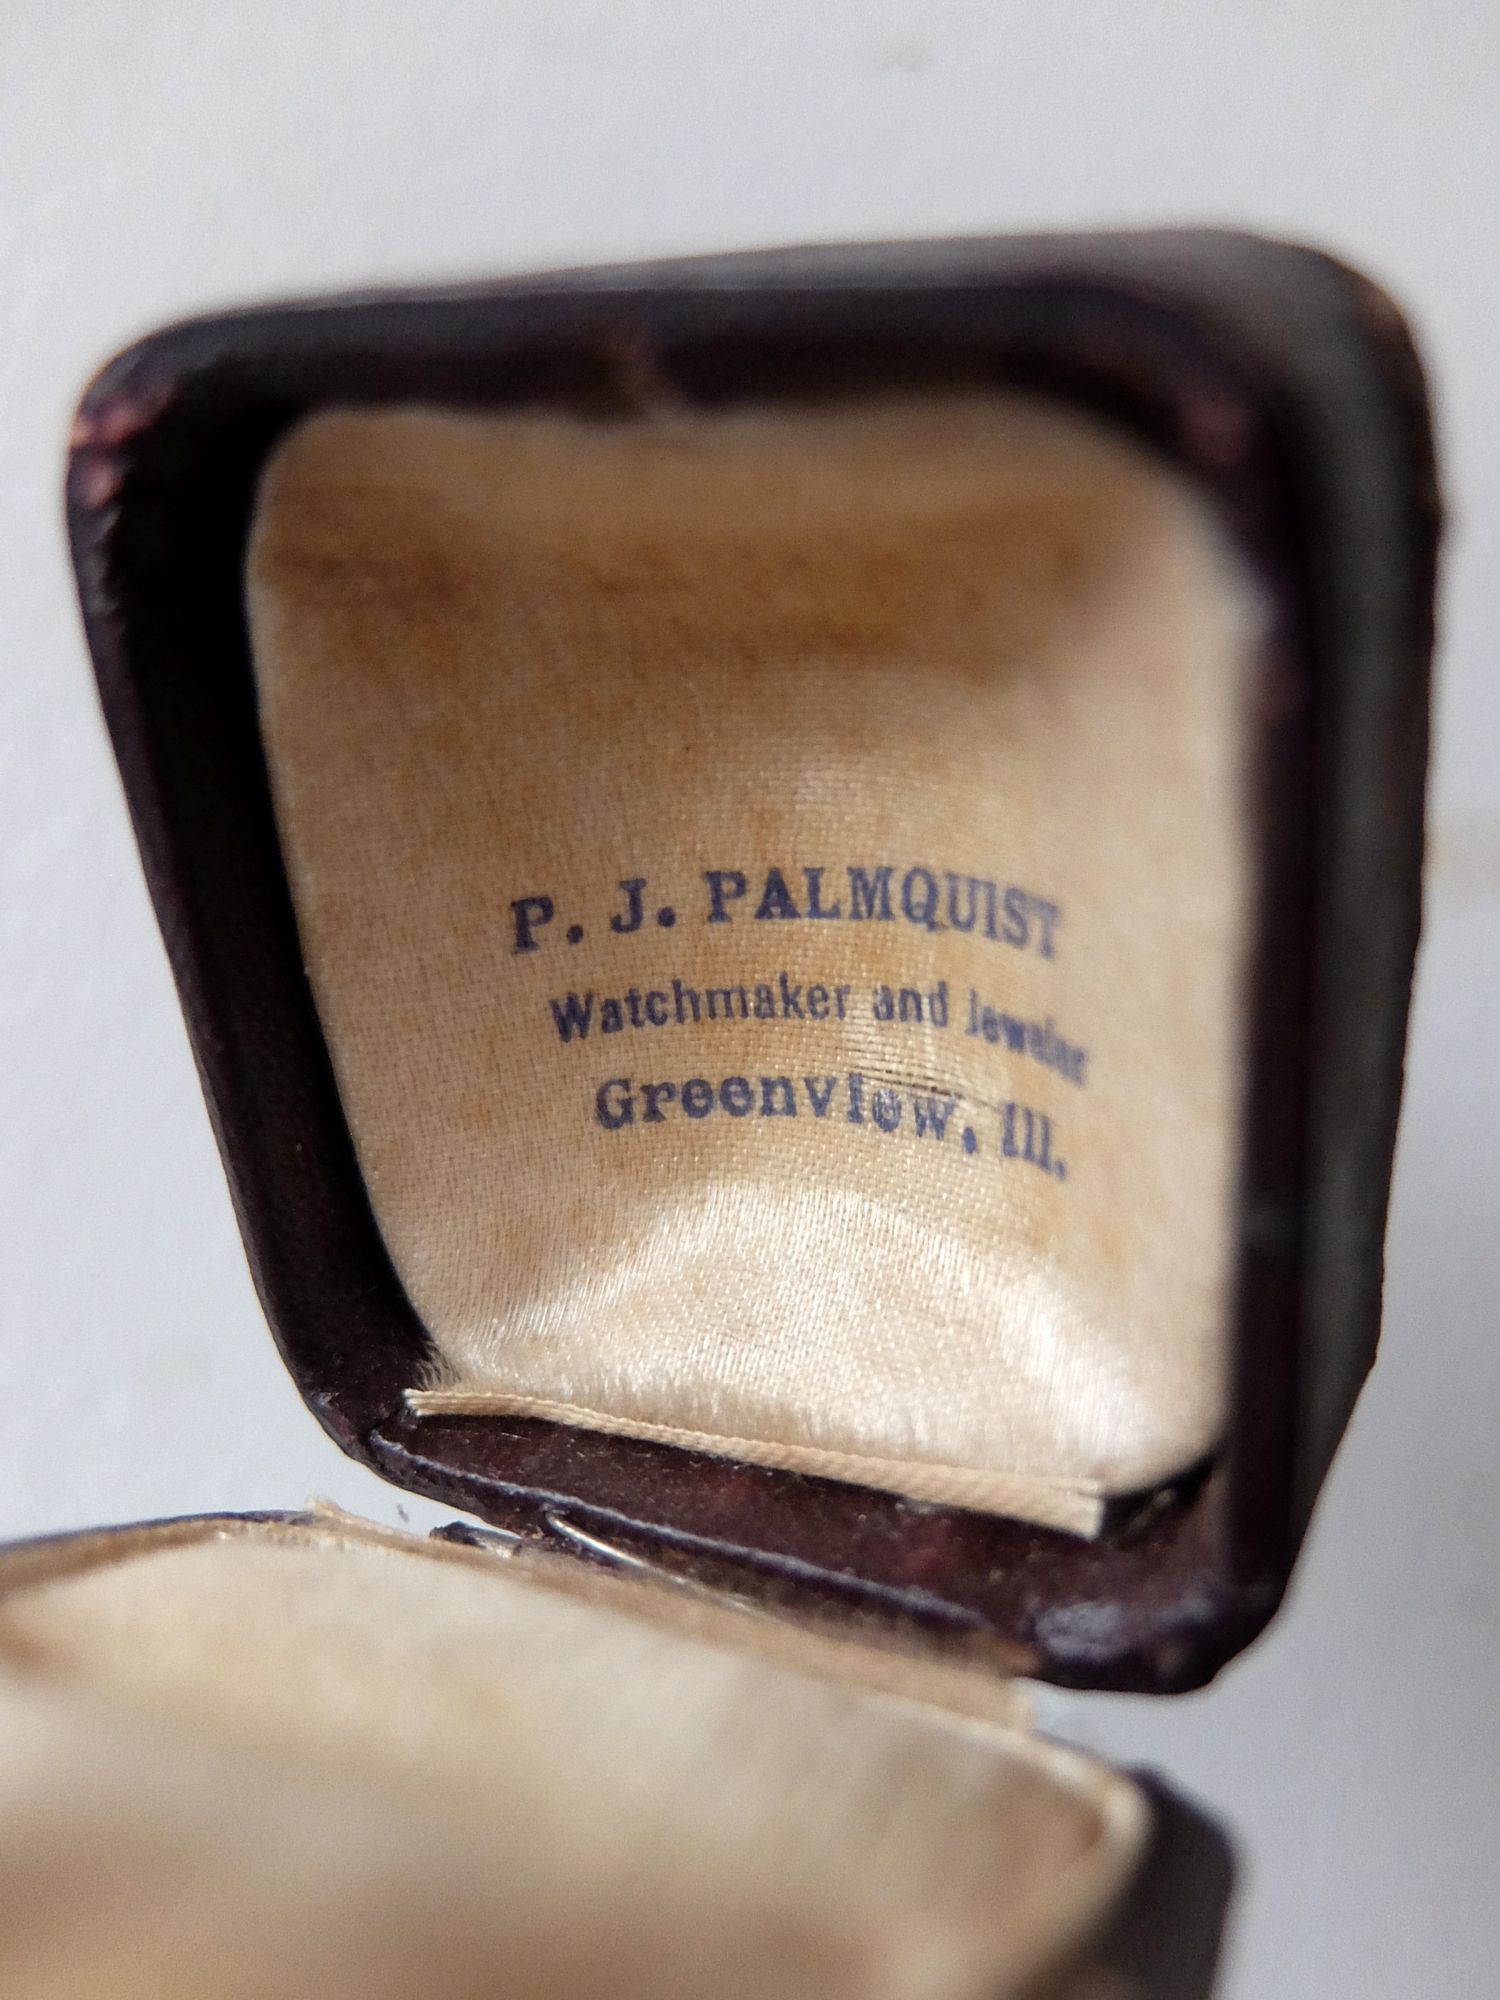 P. J. PALMQUIST
Watchmaker and Jeweler
Greenview, Ill.